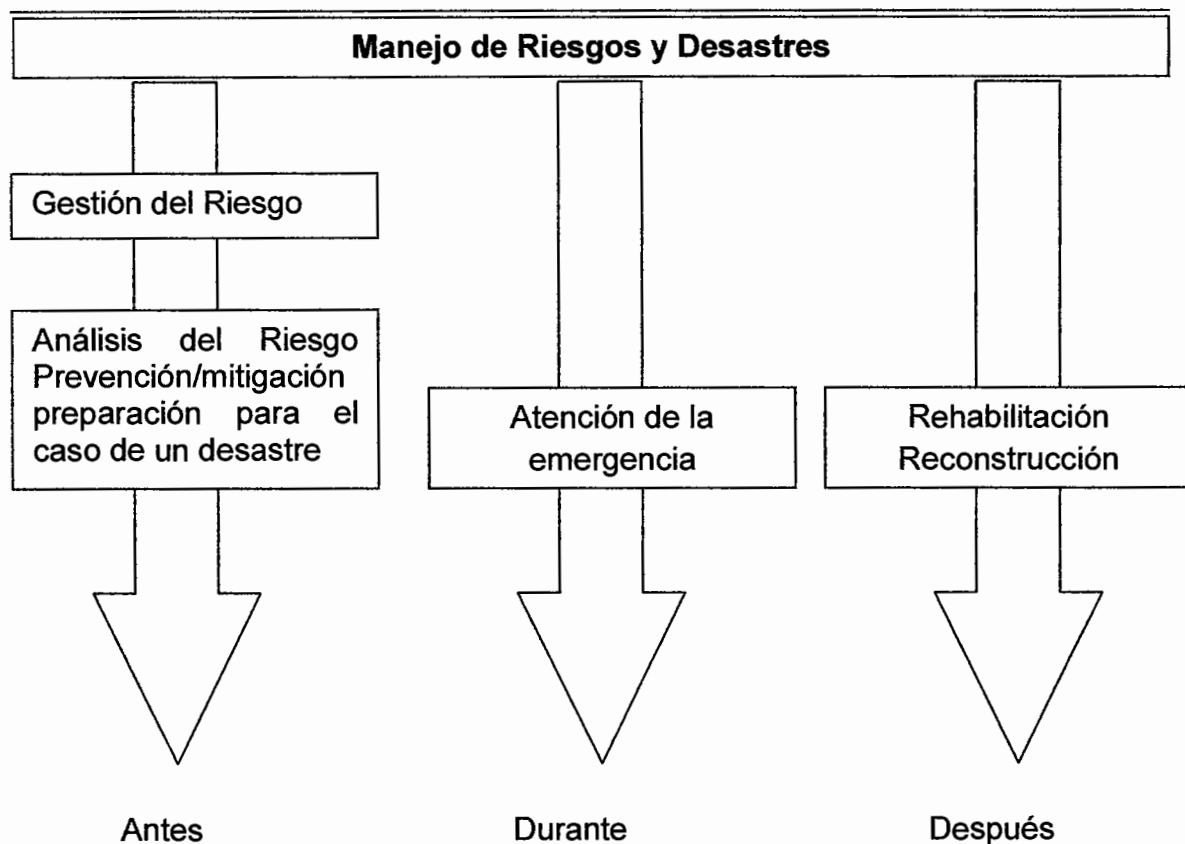 Manejo de Riesgos y Desastres
Gestión del Riesgo
Análisis del Riesgo
Prevención/mitigación
preparación para el
caso de un desastre
Atención de la
emergencia
Rehabilitación
Reconstrucción
Antes
Durante
Después